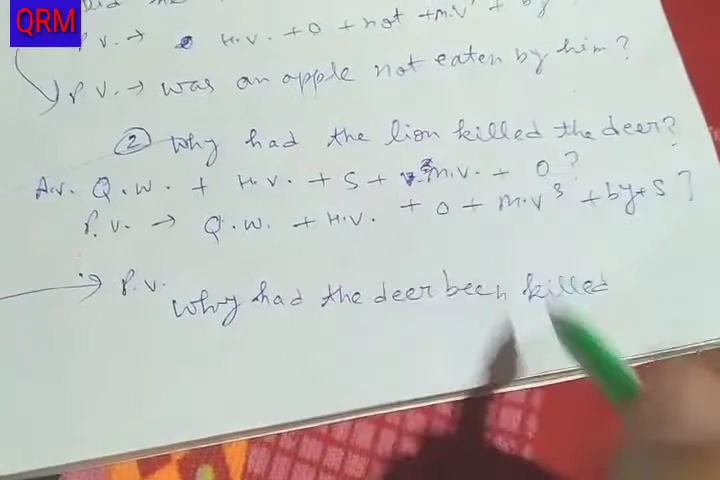 QRM
P.V. → H.V. + O + not + M.V³ + by
P.V. → was an apple not eaten by him ?
② Why had the lion killed the deer?
A.V. Q.W. + H.V. + S + M.V. + O ?
P.V. → Q.W. + H.V. + O + M.V³ + by + S ?
→ P.V.
Why had the deer been killed